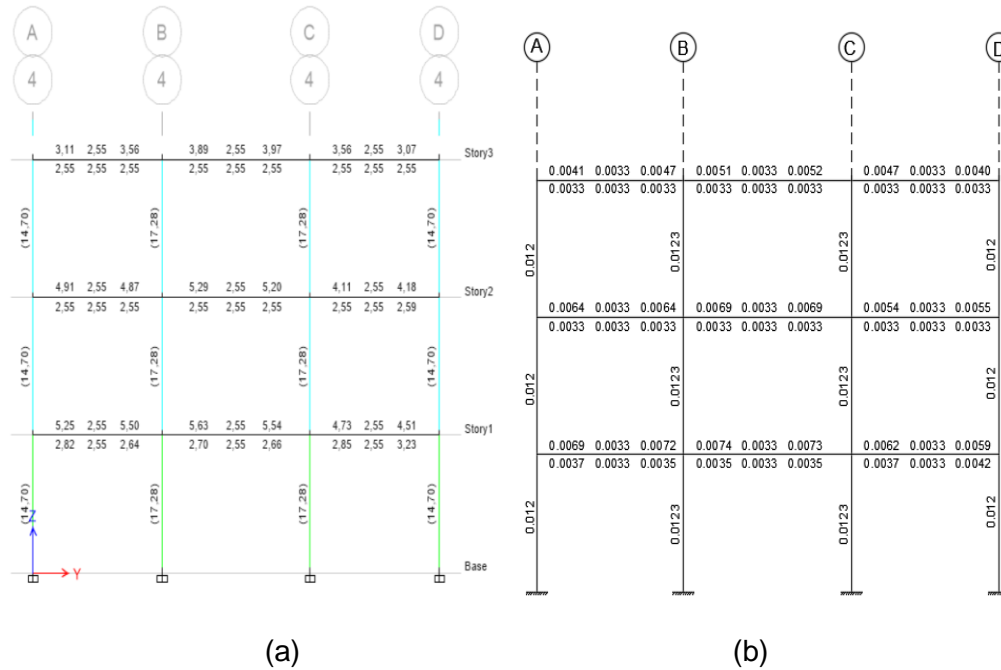 A B C D
4 4 4 4
3,11 2,55 3,56 3,89 2,55 3,97 3,56 2,55 3,07 Story3
2,55 2,55 2,55 2,55 2,55 2,55 2,55 2,55 2,55
(14,70) (17,28) (17,28) (14,70)
4,91 2,55 4,87 5,29 2,55 5,20 4,11 2,55 4,18 Story2
2,55 2,55 2,55 2,55 2,55 2,55 2,55 2,55 2,59
(14,70) (17,28) (17,28) (14,70)
5,25 2,55 5,50 5,63 2,55 5,54 4,73 2,55 4,51 Story1
2,82 2,55 2,64 2,70 2,55 2,66 2,85 2,55 3,23
(14,70) (17,28) (17,28) (14,70)
Z
Y Base
(a)
A B C D
0.0041 0.0033 0.0047 0.0051 0.0033 0.0052 0.0047 0.0033 0.0040
0.0033 0.0033 0.0033 0.0033 0.0033 0.0033 0.0033 0.0033 0.0033
0.012 0.0123 0.0123 0.012
0.0064 0.0033 0.0064 0.0069 0.0033 0.0069 0.0054 0.0033 0.0055
0.0033 0.0033 0.0033 0.0033 0.0033 0.0033 0.0033 0.0033 0.0033
0.012 0.0123 0.0123 0.012
0.0069 0.0033 0.0072 0.0074 0.0033 0.0073 0.0062 0.0033 0.0059
0.0037 0.0033 0.0035 0.0035 0.0033 0.0035 0.0037 0.0033 0.0042
0.012 0.0123 0.0123 0.012
(b)